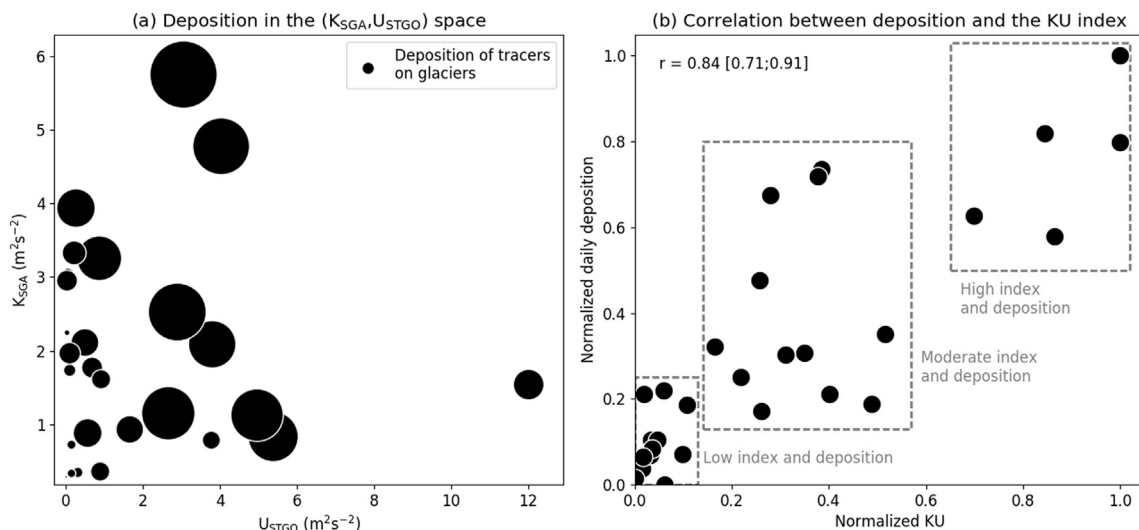 (a) Deposition in the (K_SGA,U_STGO) space
Deposition of tracers
on glaciers
6
5
4
3
2
1
K_SGA (m²s⁻²)
0
2
4
6
8
10
12
U_STGO (m²s⁻²)
(b) Correlation between deposition and the KU index
r = 0.84 [0.71;0.91]
1.0
0.8
0.6
0.4
0.2
0.0
Normalized daily deposition
High index
and deposition
Moderate index
and deposition
Low index and deposition
0.0
0.2
0.4
0.6
0.8
1.0
Normalized KU